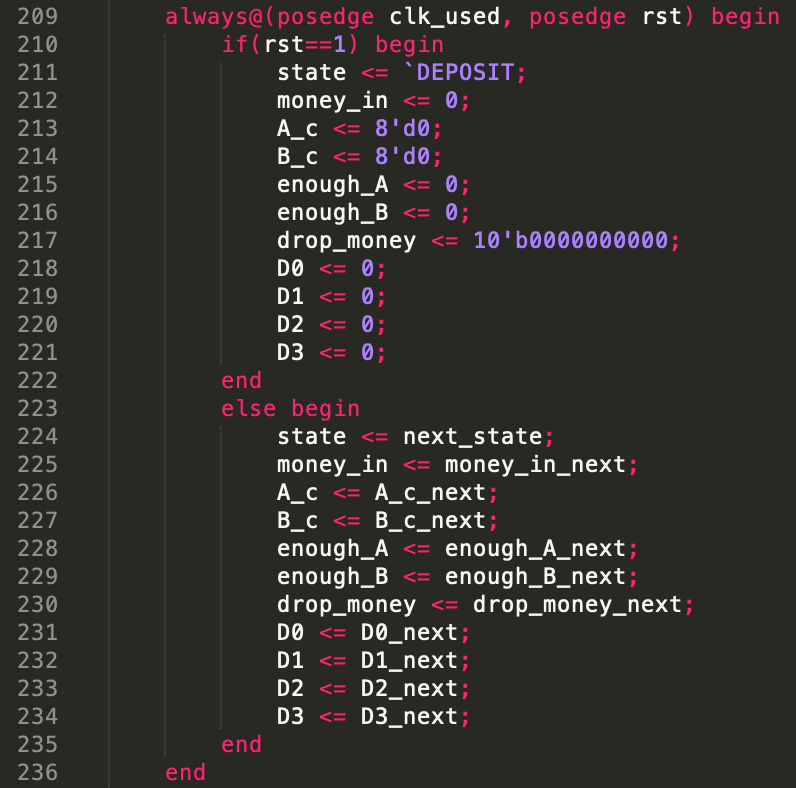 209 always@(posedge clk_used, posedge rst) begin
210 if(rst==1) begin
211 state <= `DEPOSIT;
212 money_in <= 0;
213 A_c <= 8'd0;
214 B_c <= 8'd0;
215 enough_A <= 0;
216 enough_B <= 0;
217 drop_money <= 10'b0000000000;
218 D0 <= 0;
219 D1 <= 0;
220 D2 <= 0;
221 D3 <= 0;
222 end
223 else begin
224 state <= next_state;
225 money_in <= money_in_next;
226 A_c <= A_c_next;
227 B_c <= B_c_next;
228 enough_A <= enough_A_next;
229 enough_B <= enough_B_next;
230 drop_money <= drop_money_next;
231 D0 <= D0_next;
232 D1 <= D1_next;
233 D2 <= D2_next;
234 D3 <= D3_next;
235 end
236 end